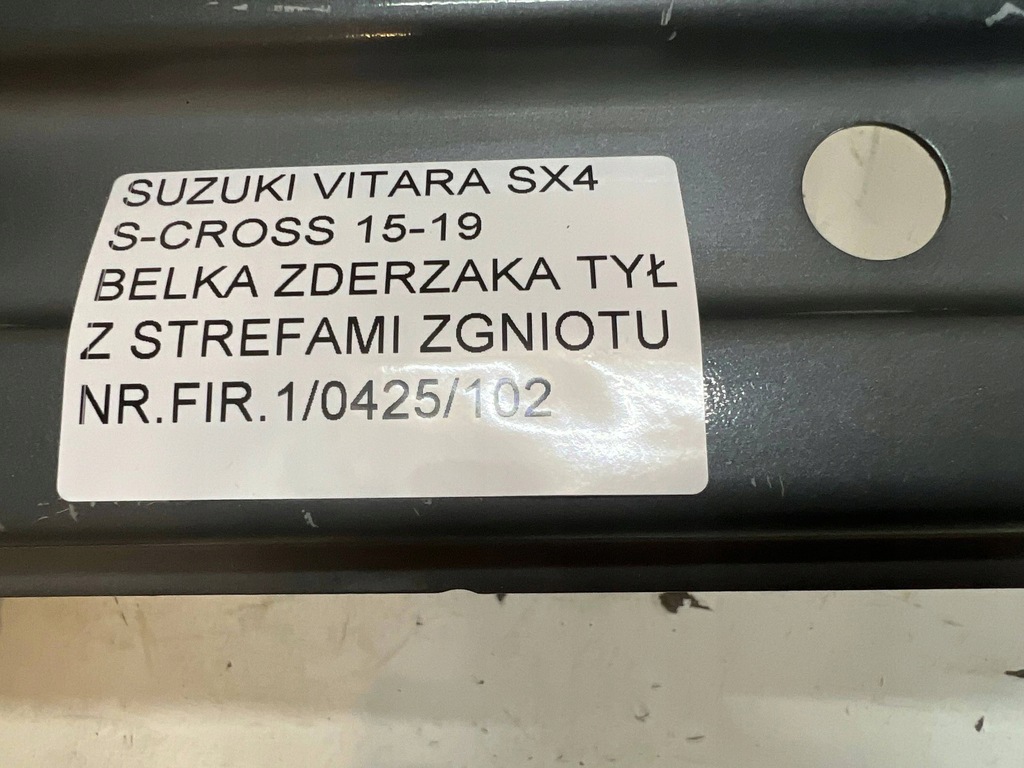 SUZUKI VITARA SX4
S-CROSS 15-19
BELKA ZDERZAKA TYŁ
Z STREFAMI ZGNIOTU
NR.FIR.1/0425/102